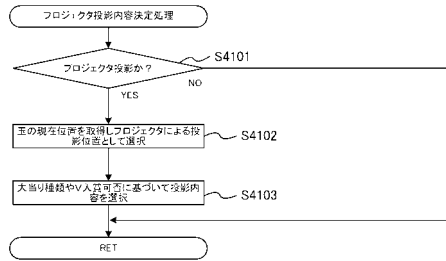 プロジェクタ投影内容決定処理
プロジェクタ投影か?
S4101
NO
YES
玉の現在位置を取得しプロジェクタによる投
影位置として選択
S4102
大当り種類やV入賞可否に基づいて投影内
容を選択
S4103
RET